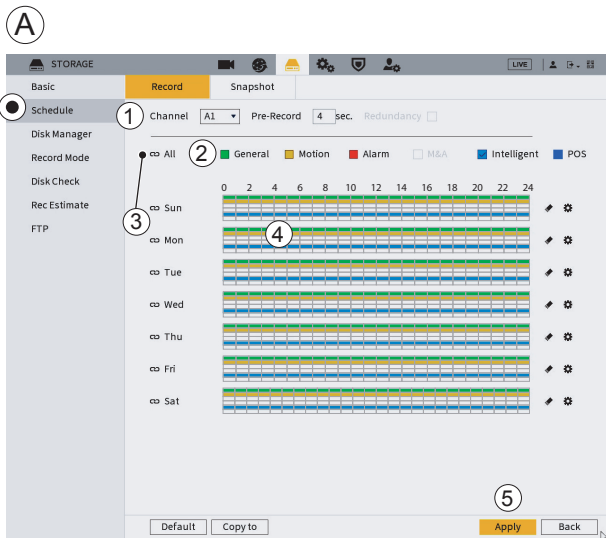 A
STORAGE LIVE
Basic Record Snapshot
Schedule 1 Channel A1 Pre-Record 4 sec. Redundancy
Disk Manager
Record Mode All 2 General Motion Alarm M&A Intelligent POS
Disk Check
0 2 4 6 8 10 12 14 16 18 20 22 24
Rec Estimate 3 Sun
FTP Mon 4
Tue
Wed
Thu
Fri
Sat
5
Default Copy to Apply Back